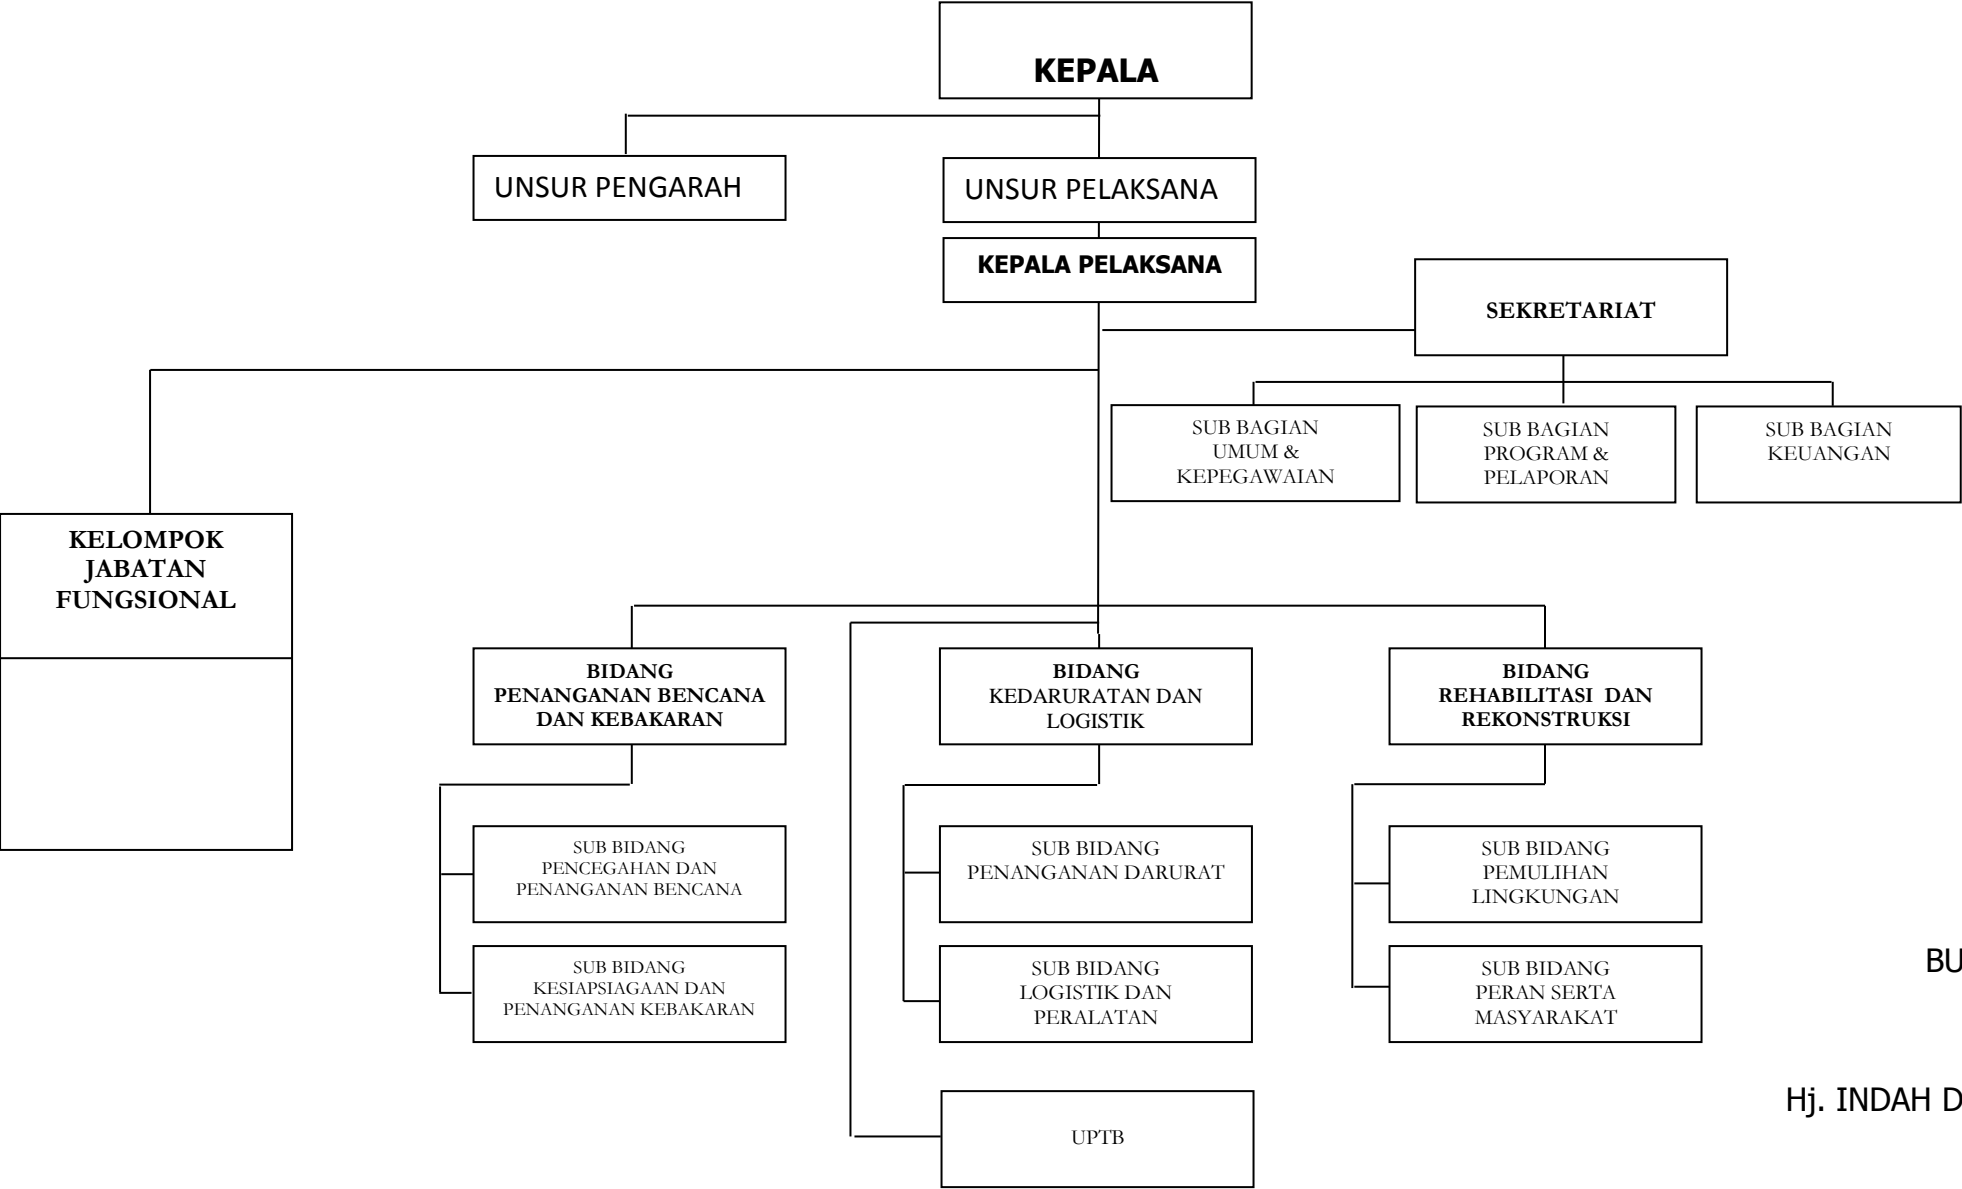 KEPALA
UNSUR PENGARAH
UNSUR PELAKSANA
KEPALA PELAKSANA
SEKRETARIAT
SUB BAGIAN
UMUM &
KEPEGAWAIAN
SUB BAGIAN
PROGRAM &
PELAPORAN
SUB BAGIAN
KEUANGAN
KELOMPOK
JABATAN
FUNGSIONAL
BIDANG
PENANGANAN BENCANA
DAN KEBAKARAN
BIDANG
KEDARURATAN DAN
LOGISTIK
BIDANG
REHABILITASI DAN
REKONSTRUKSI
SUB BIDANG
PENCEGAHAN DAN
PENANGANAN BENCANA
SUB BIDANG
PENANGANAN DARURAT
SUB BIDANG
PEMULIHAN
LINGKUNGAN
SUB BIDANG
KESIAPSIAGAAN DAN
PENANGANAN KEBAKARAN
SUB BIDANG
LOGISTIK DAN
PERALATAN
SUB BIDANG
PERAN SERTA
MASYARAKAT
BU
Hj. INDAH D
UPTB